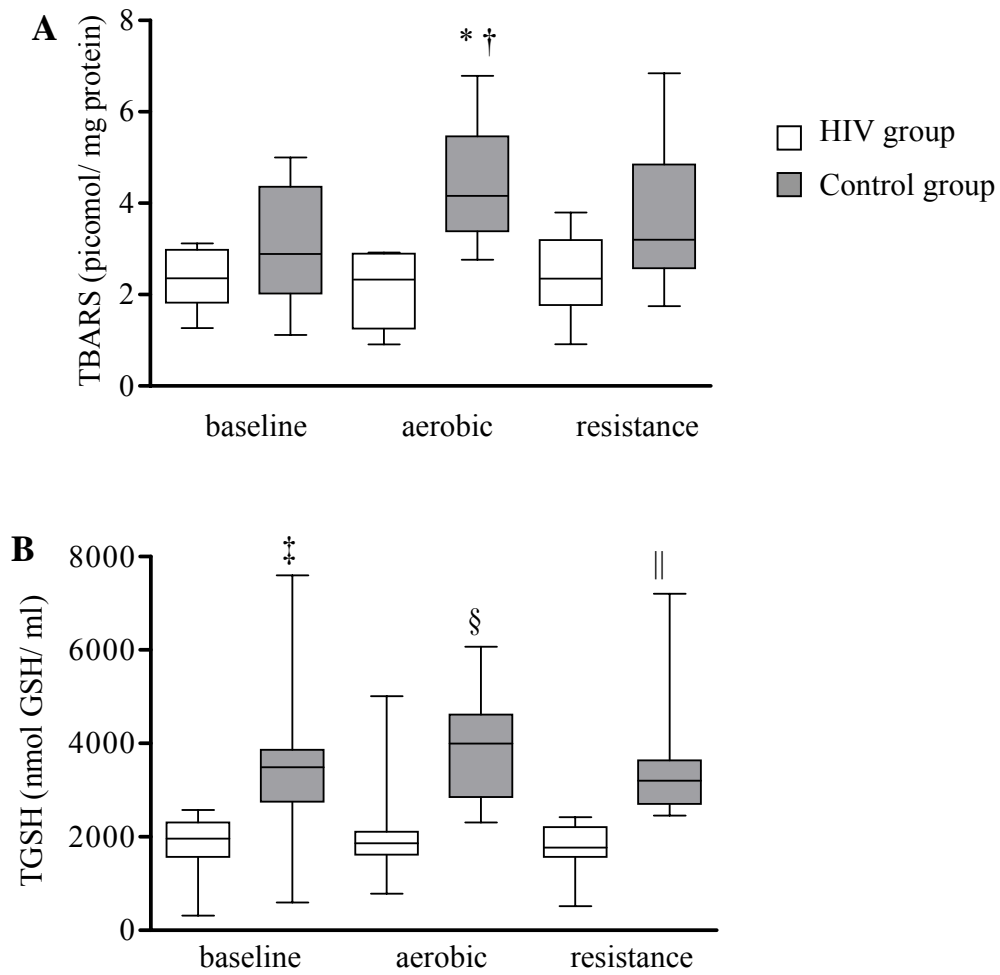 A
TBARS (picomol/ mg protein)
8
6
4
2
0
* †
baseline
aerobic
resistance
HIV group
Control group
B
TGSH (nmol GSH/ ml)
8000
6000
4000
2000
0
‡
§
||
baseline
aerobic
resistance